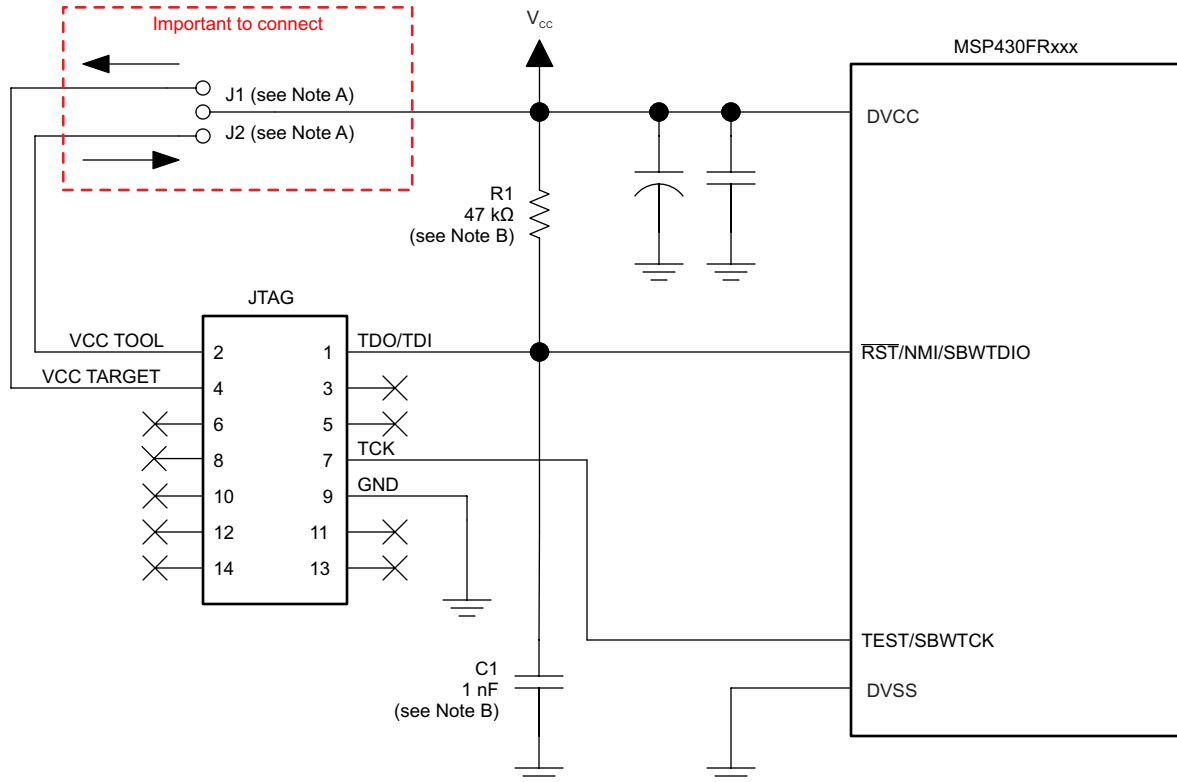 Important to connect
VCC
MSP430FRxxx
J1 (see Note A)
J2 (see Note A)
DVCC
R1
47 kΩ
(see Note B)
JTAG
VCC TOOL
2
1
TDO/TDI
RST/NMI/SBWTDIO
VCC TARGET
4
3
6
5
8
7
TCK
10
9
GND
12
11
14
13
TEST/SBWTCK
C1
1 nF
(see Note B)
DVSS